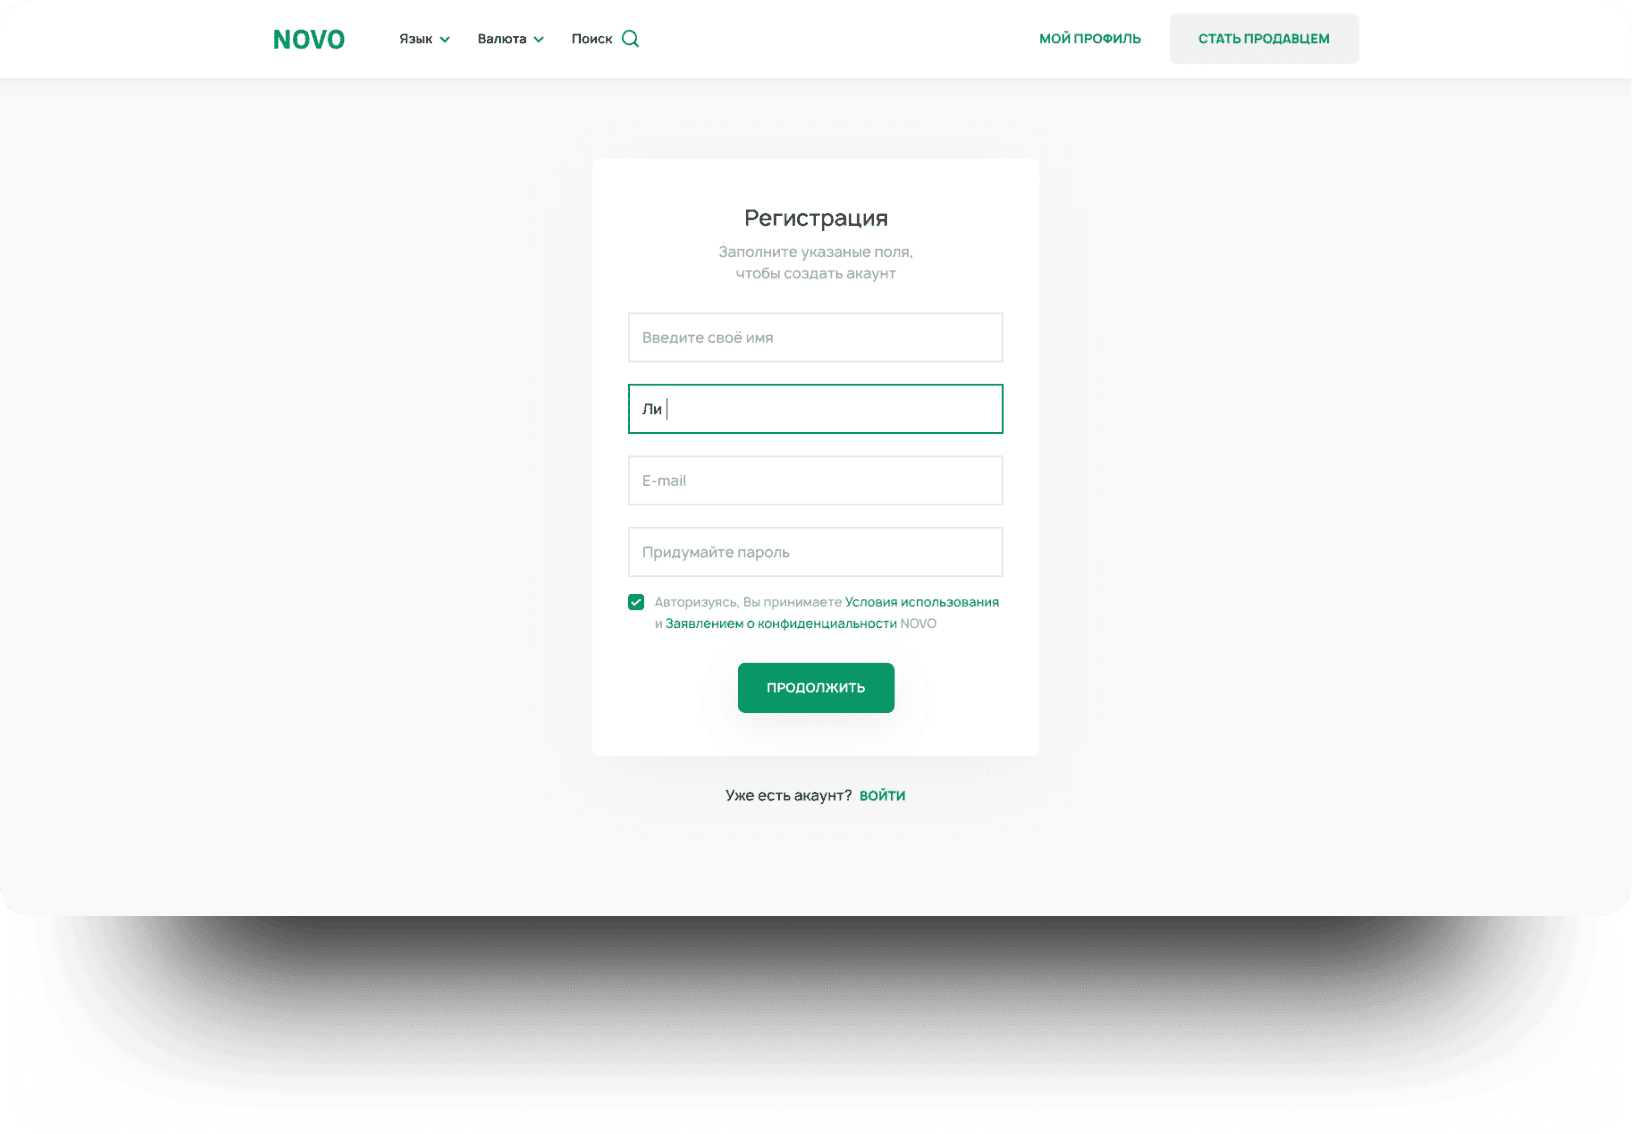 NOVO
Язык
Валюта
Поиск
МОЙ ПРОФИЛЬ
СТАТЬ ПРОДАВЦЕМ
Регистрация
Заполните указаные поля,
чтобы создать акаунт
Введите своё имя
Ли
E-mail
Придумайте пароль
Авторизуясь, Вы принимаете Условия использования
и Заявлением о конфиденциальности NOVO
ПРОДОЛЖИТЬ
Уже есть акаунт? ВОЙТИ